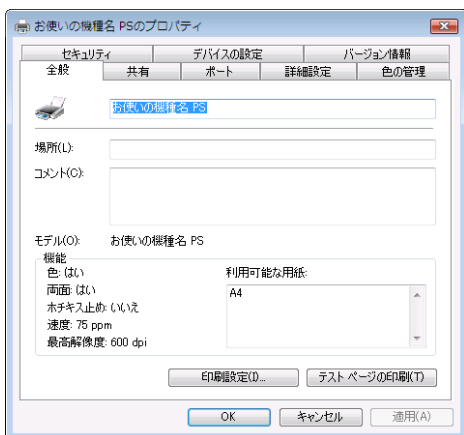 お使いの機種名 PSのプロパティ
セキュリティ デバイスの設定 バージョン情報
全般 共有 ポート 詳細設定 色の管理
お使いの機種名 PS
場所(L):
コメント(C):
モデル(O): お使いの機種名 PS
機能
色: はい 利用可能な用紙:
両面: はい A4
ホチキス止め: いいえ
速度: 75 ppm
最高解像度: 600 dpi
印刷設定(I)... テスト ページの印刷(T)
OK キャンセル 適用(A)